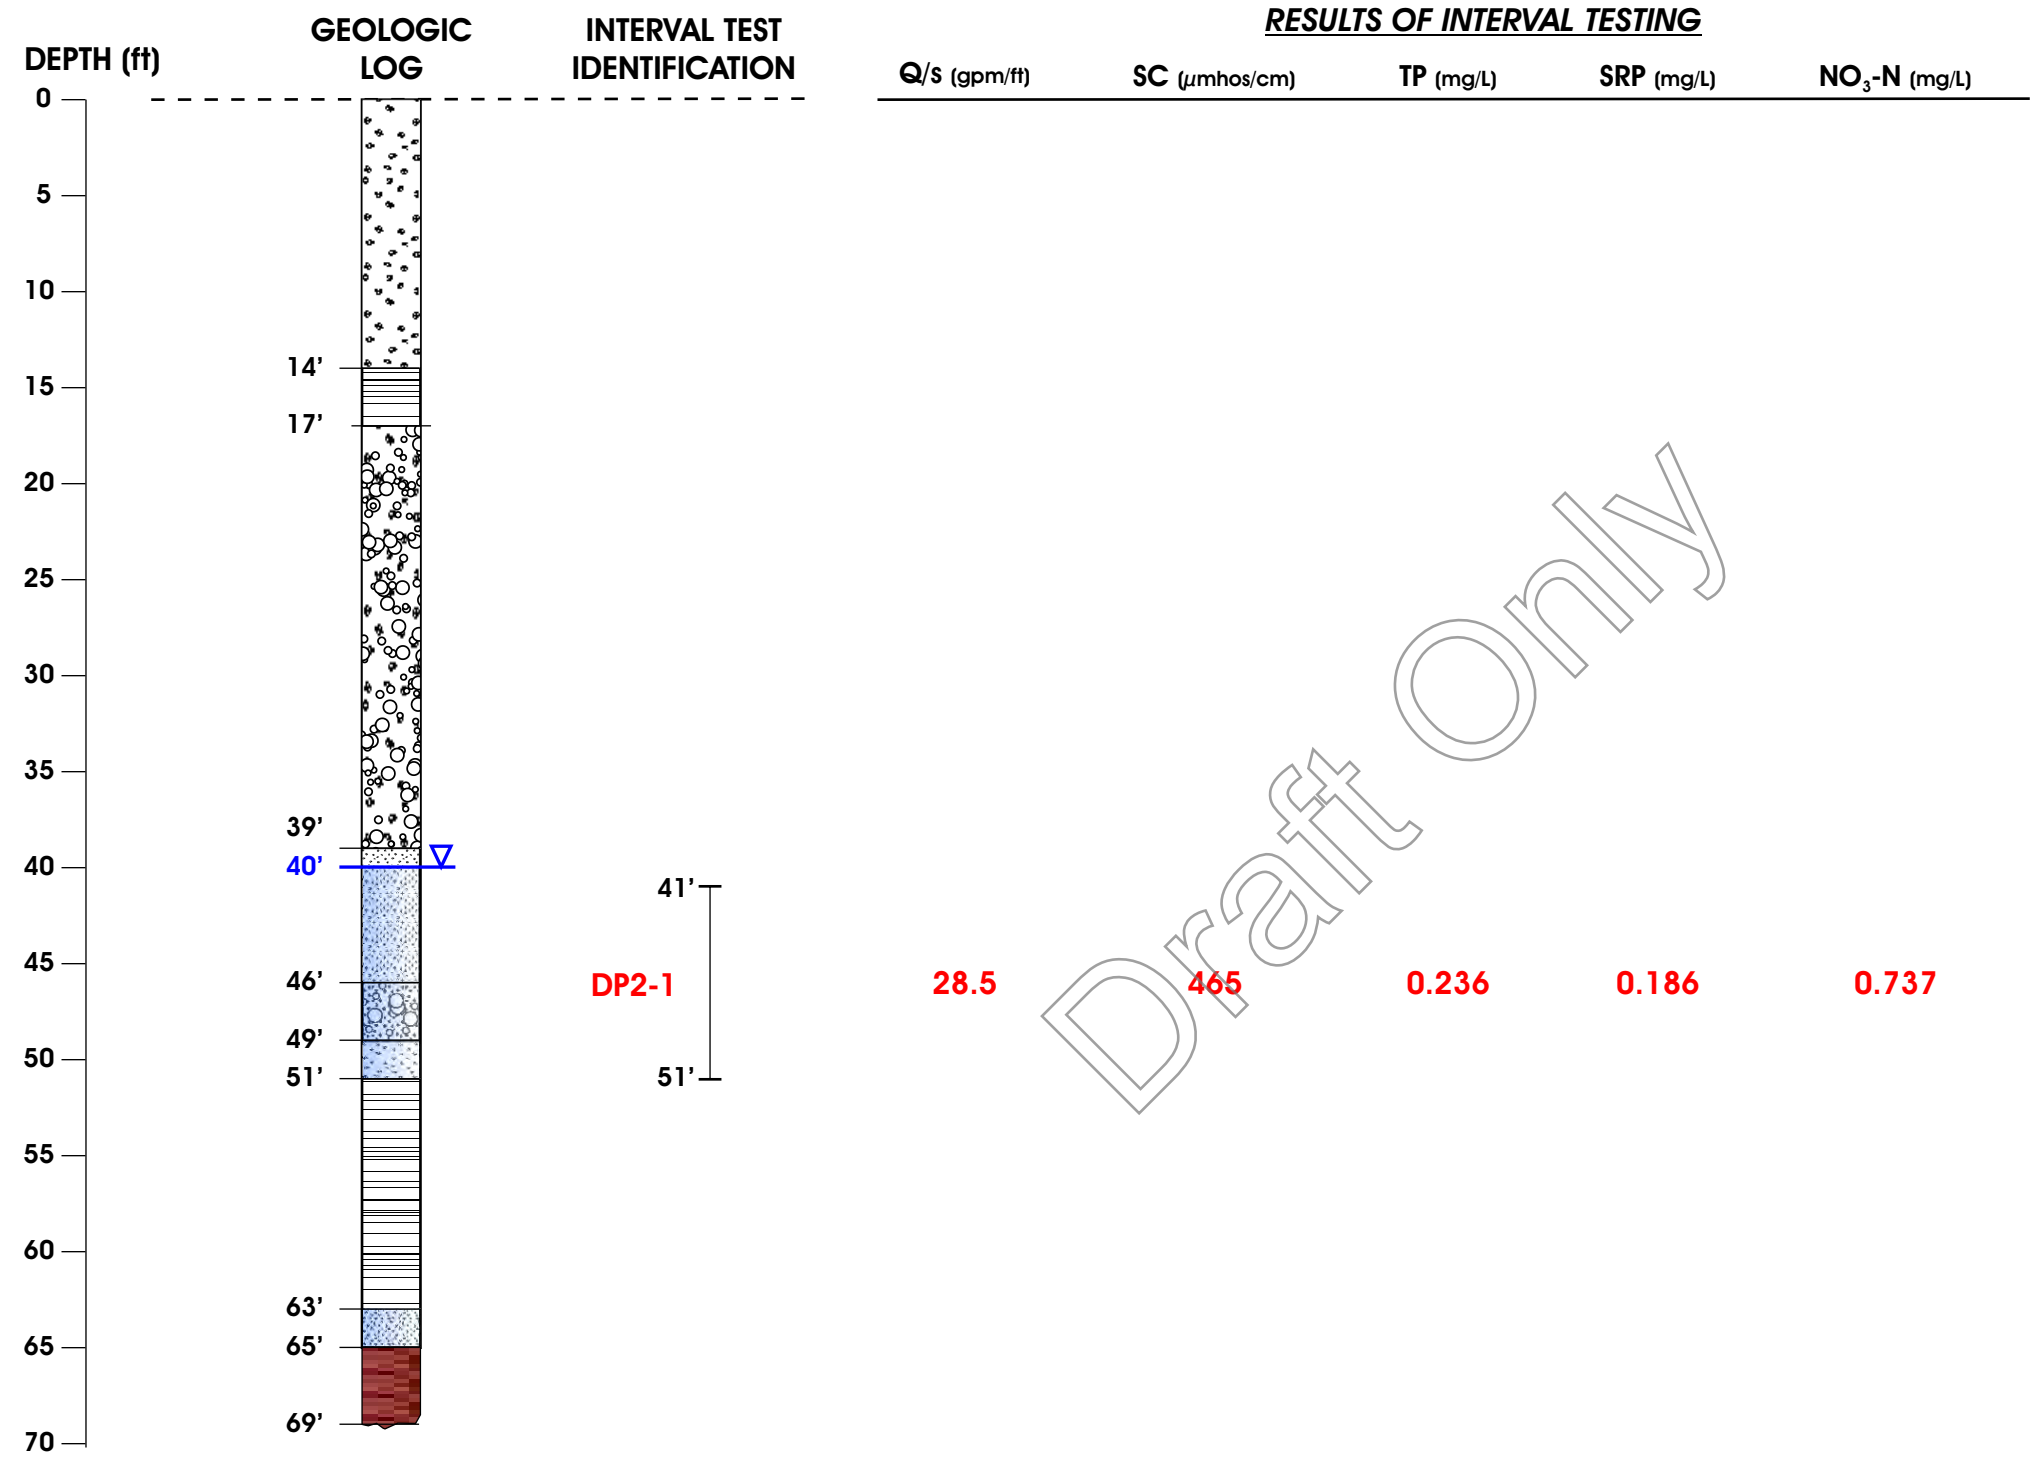 RESULTS OF INTERVAL TESTING
DEPTH (ft)
GEOLOGIC
LOG
INTERVAL TEST
IDENTIFICATION
Q/s (gpm/ft) SC (µmhos/cm) TP (mg/L) SRP (mg/L) NO₃-N (mg/L)
0
5
10
14’
15
17’
20
25
30
35
39’
40 40’
41’
45
46’ DP2-1 28.5 465 0.236 0.186 0.737
49’
50
51’ 51’
55
60
63’
65 65’
69’
70
Draft Only